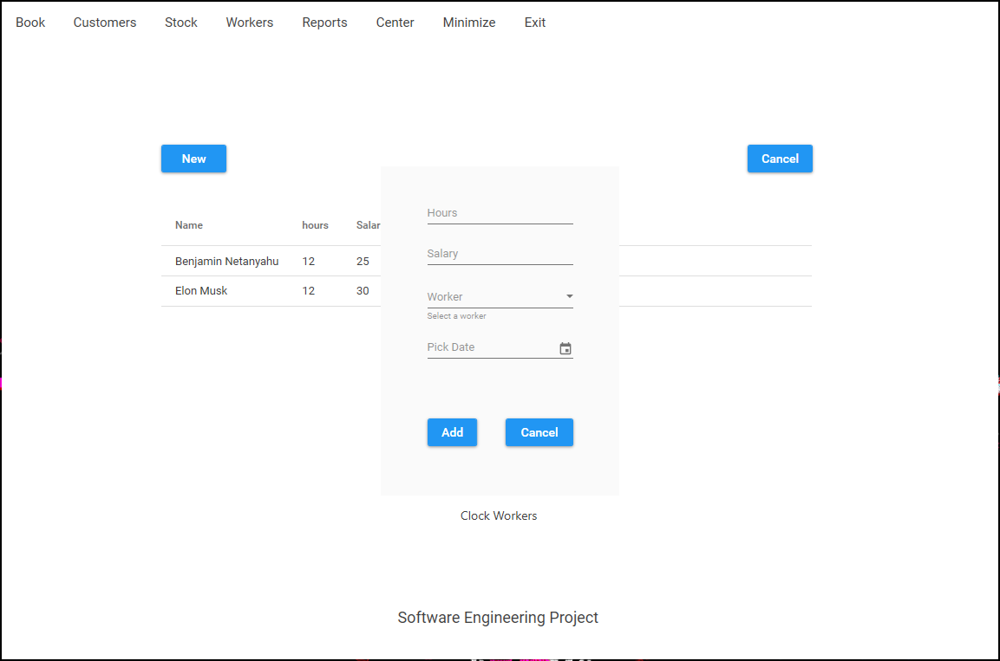 Book Customers Stock Workers Reports Center Minimize Exit
New Cancel
Hours
Name hours Salar
Salary
Benjamin Netanyahu 12 25
Elon Musk 12 30
Worker
Select a worker
Pick Date
Add Cancel
Clock Workers
Software Engineering Project